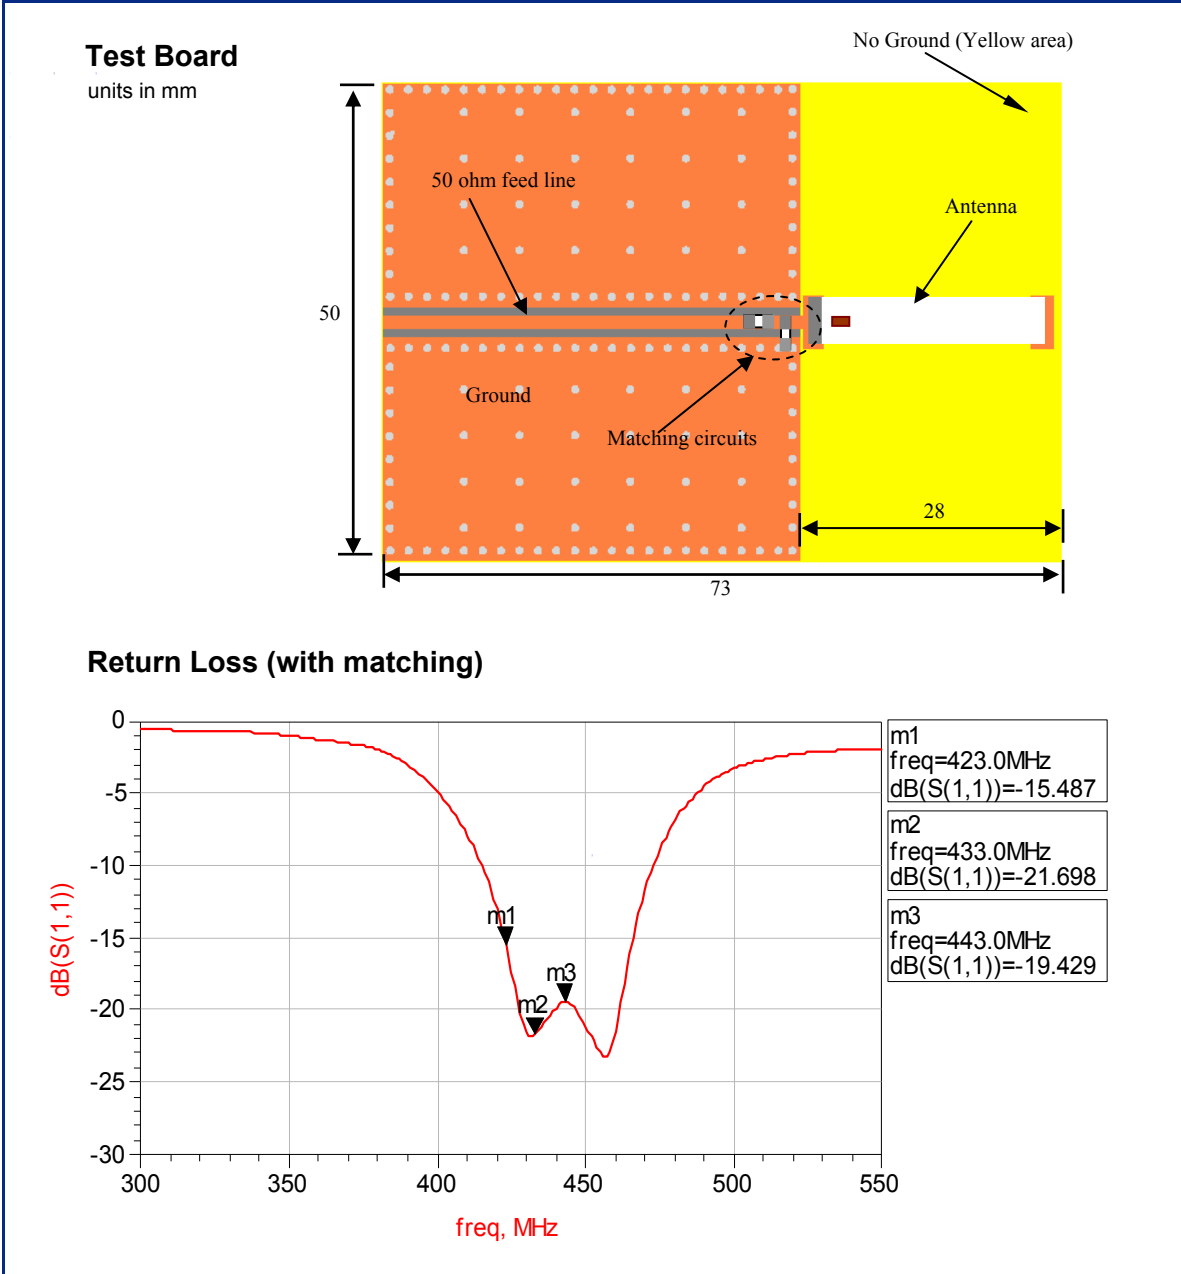 Test Board
units in mm
No Ground (Yellow area)
50 ohm feed line
Antenna
50
Ground
Matching circuits
28
73
Return Loss (with matching)
0
-5
-10
-15
-20
-25
-30
300
350
400
450
500
550
dB(S(1,1))
freq, MHz
m1
m2
m3
m1
freq=423.0MHz
dB(S(1,1))=-15.487
m2
freq=433.0MHz
dB(S(1,1))=-21.698
m3
freq=443.0MHz
dB(S(1,1))=-19.429